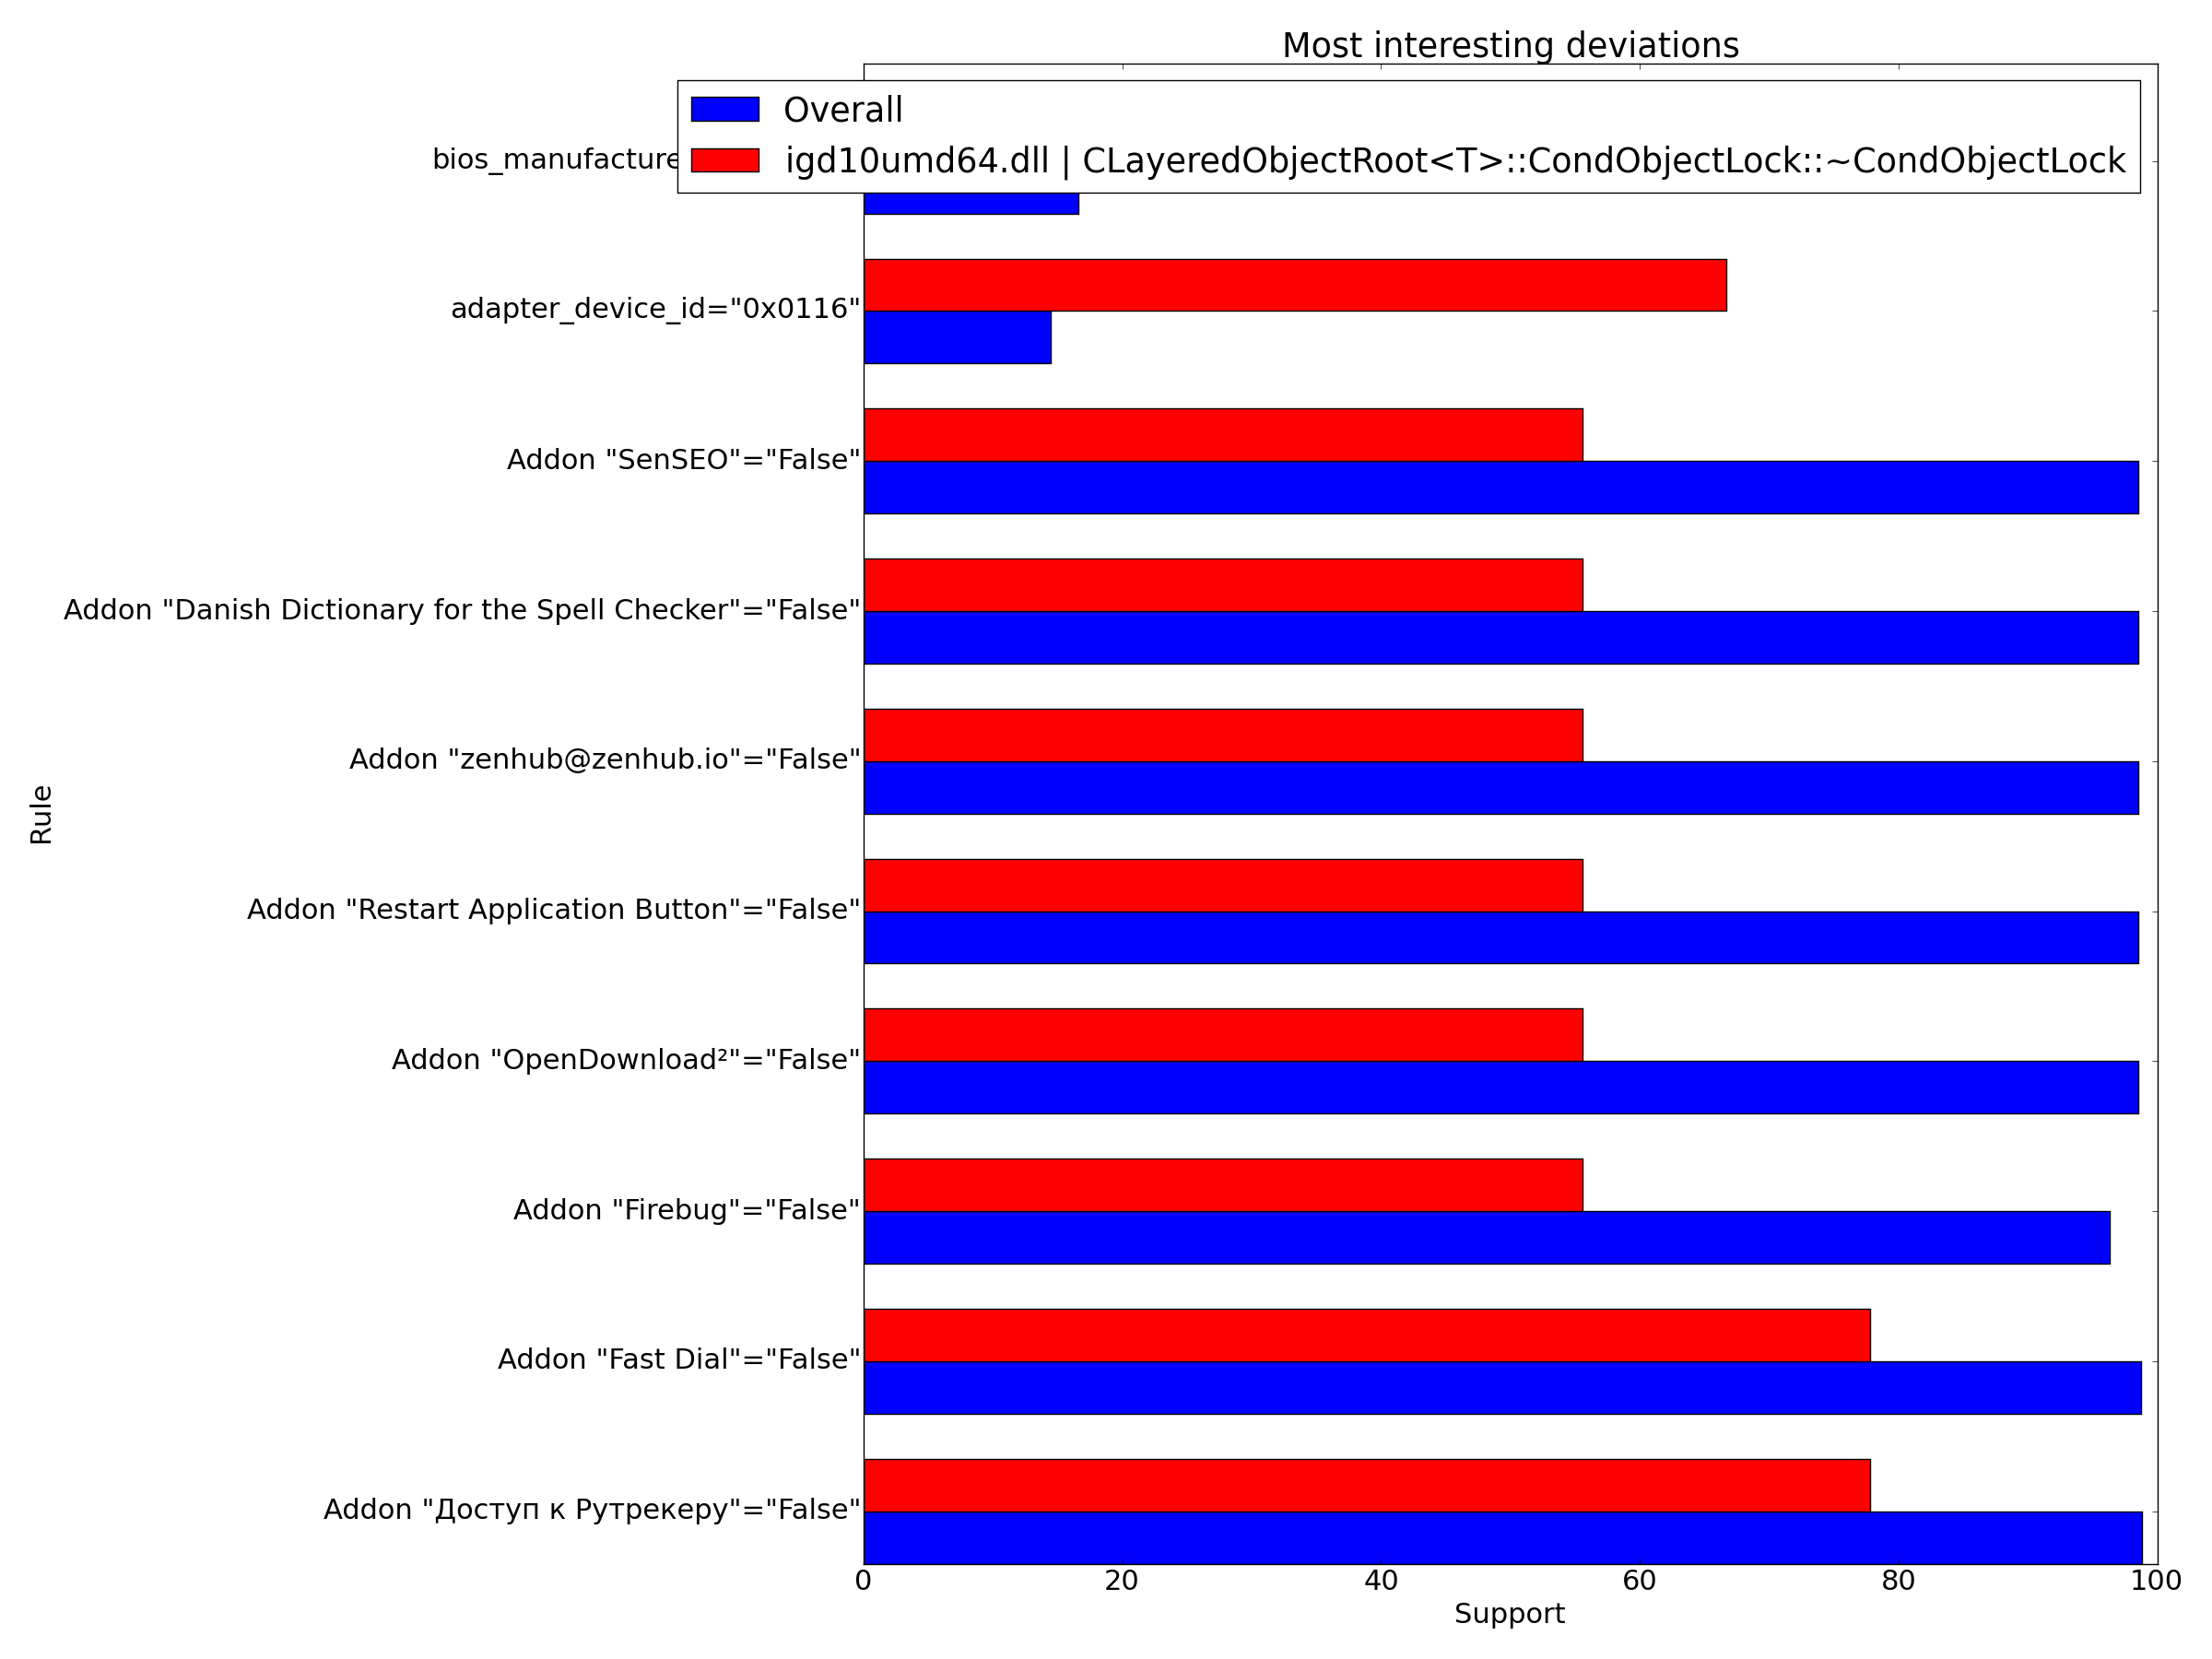 Most interesting deviations
Overall
igd10umd64.dll | CLayeredObjectRoot<T>::CondObjectLock::~CondObjectLock
adapter_device_id="0x0116"
Addon "SenSEO"="False"
Addon "Danish Dictionary for the Spell Checker"="False"
Addon "zenhub@zenhub.io"="False"
Addon "Restart Application Button"="False"
Addon "OpenDownload²"="False"
Addon "Firebug"="False"
Addon "Fast Dial"="False"
Addon "Доступ к Рутрекеру"="False"
Rule
0 20 40 60 80 100
Support